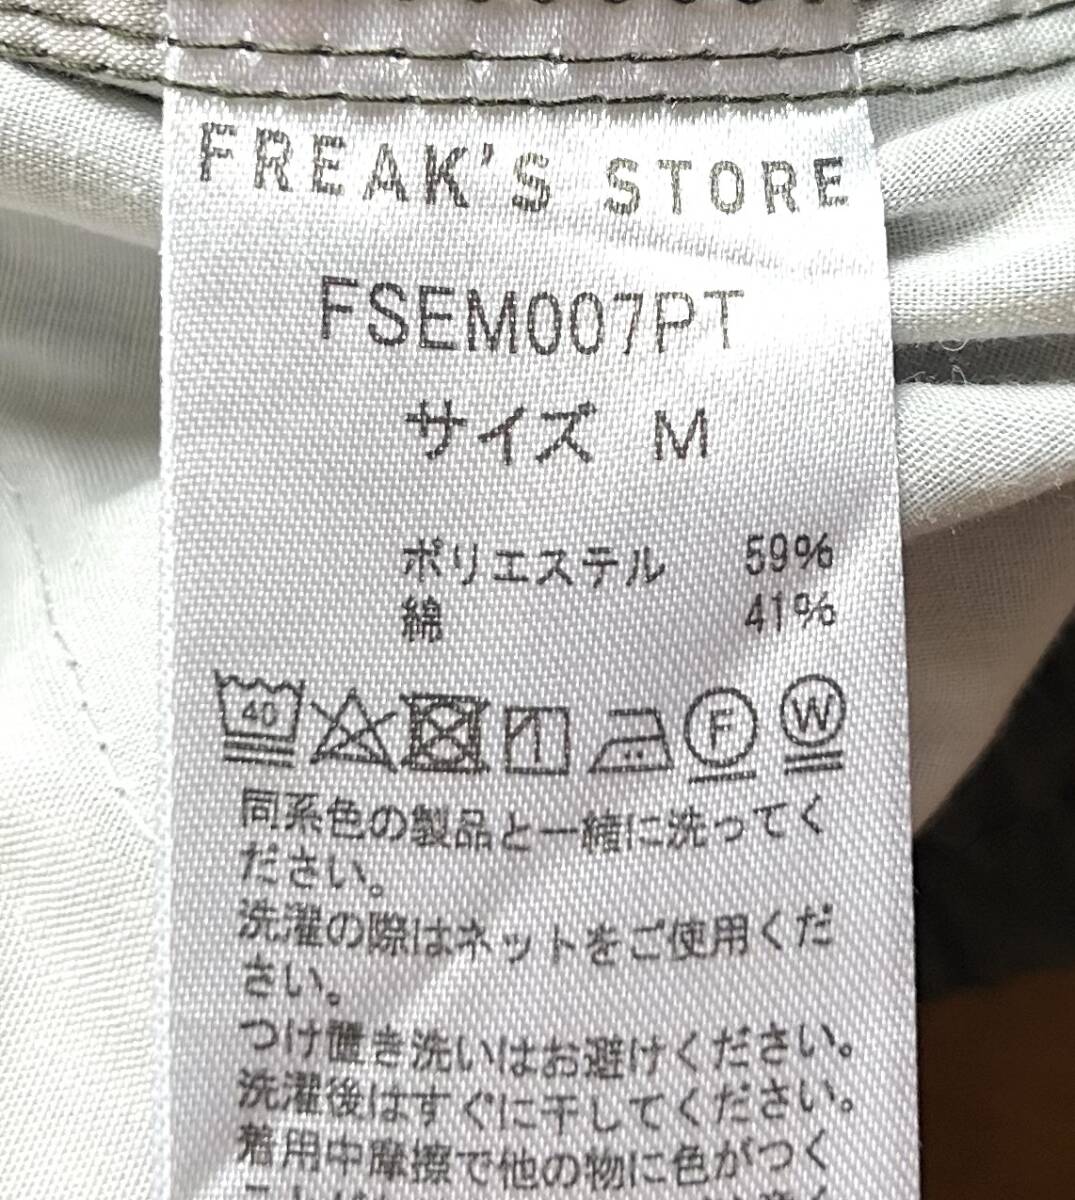 FREAK'S STORE
FSEM007PT
サイズ M
ポリエステル 59%
綿 41%
40 F W
同系色の製品と一緒に洗ってく
ださい。
洗濯の際はネットをご使用くだ
さい。
つけ置き洗いはお避けください。
洗濯後はすぐに干してください。
着用中摩擦で他の物に色がつく